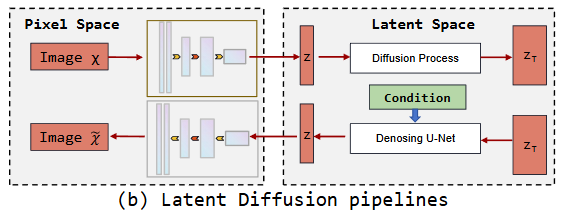 Pixel Space
Latent Space
Image χ
z
Diffusion Process
z_T
Condition
Image χ̃
z
Denosing U-Net
z_T
(b) Latent Diffusion pipelines